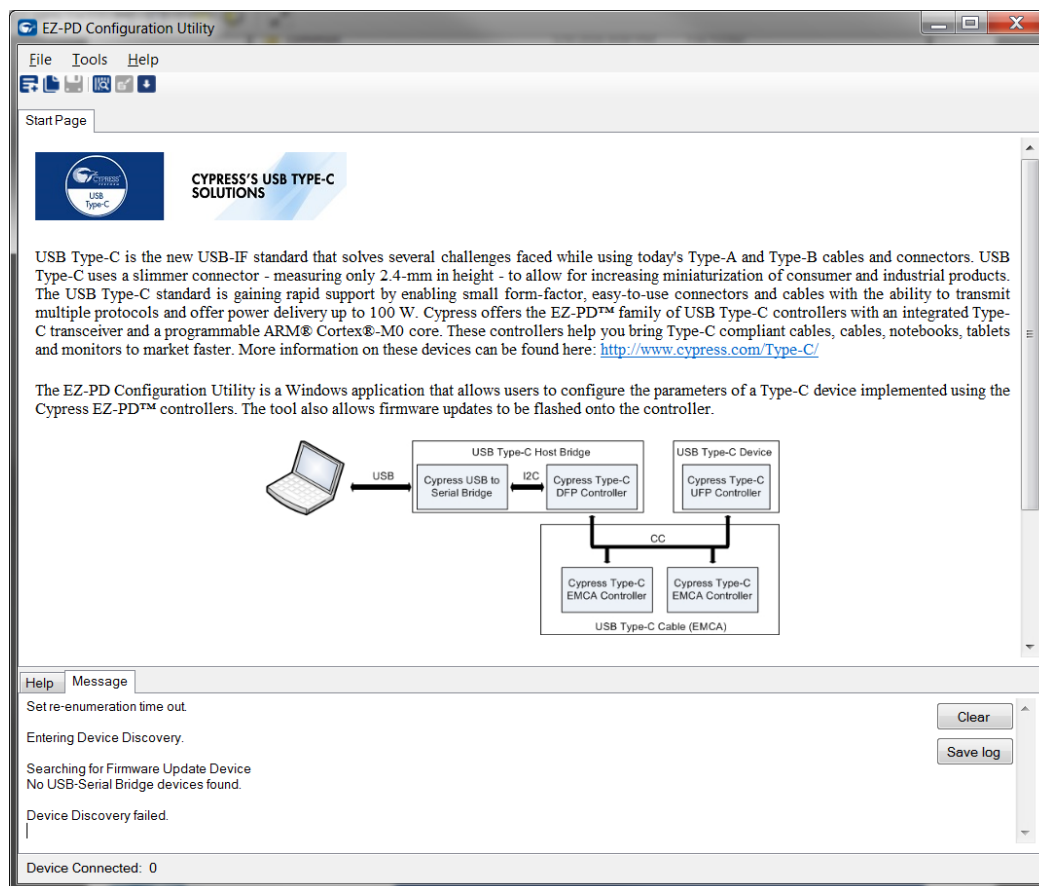 EZ-PD Configuration Utility
File Tools Help
Start Page
CYPRESS
USB
Type-C
CYPRESS'S USB TYPE-C
SOLUTIONS
USB Type-C is the new USB-IF standard that solves several challenges faced while using today's Type-A and Type-B cables and connectors. USB
Type-C uses a slimmer connector - measuring only 2.4-mm in height - to allow for increasing miniaturization of consumer and industrial products.
The USB Type-C standard is gaining rapid support by enabling small form-factor, easy-to-use connectors and cables with the ability to transmit
multiple protocols and offer power delivery up to 100 W. Cypress offers the EZ-PD™ family of USB Type-C controllers with an integrated Type-
C transceiver and a programmable ARM® Cortex®-M0 core. These controllers help you bring Type-C compliant cables, cables, notebooks, tablets
and monitors to market faster. More information on these devices can be found here: http://www.cypress.com/Type-C/
The EZ-PD Configuration Utility is a Windows application that allows users to configure the parameters of a Type-C device implemented using the
Cypress EZ-PD™ controllers. The tool also allows firmware updates to be flashed onto the controller.
USB Type-C Host Bridge
USB Type-C Device
USB
Cypress USB to
Serial Bridge
I2C
Cypress Type-C
DFP Controller
Cypress Type-C
UFP Controller
CC
Cypress Type-C
EMCA Controller
Cypress Type-C
EMCA Controller
USB Type-C Cable (EMCA)
Help Message
Set re-enumeration time out.
Clear
Entering Device Discovery.
Save log
Searching for Firmware Update Device
No USB-Serial Bridge devices found.
Device Discovery failed.
Device Connected: 0